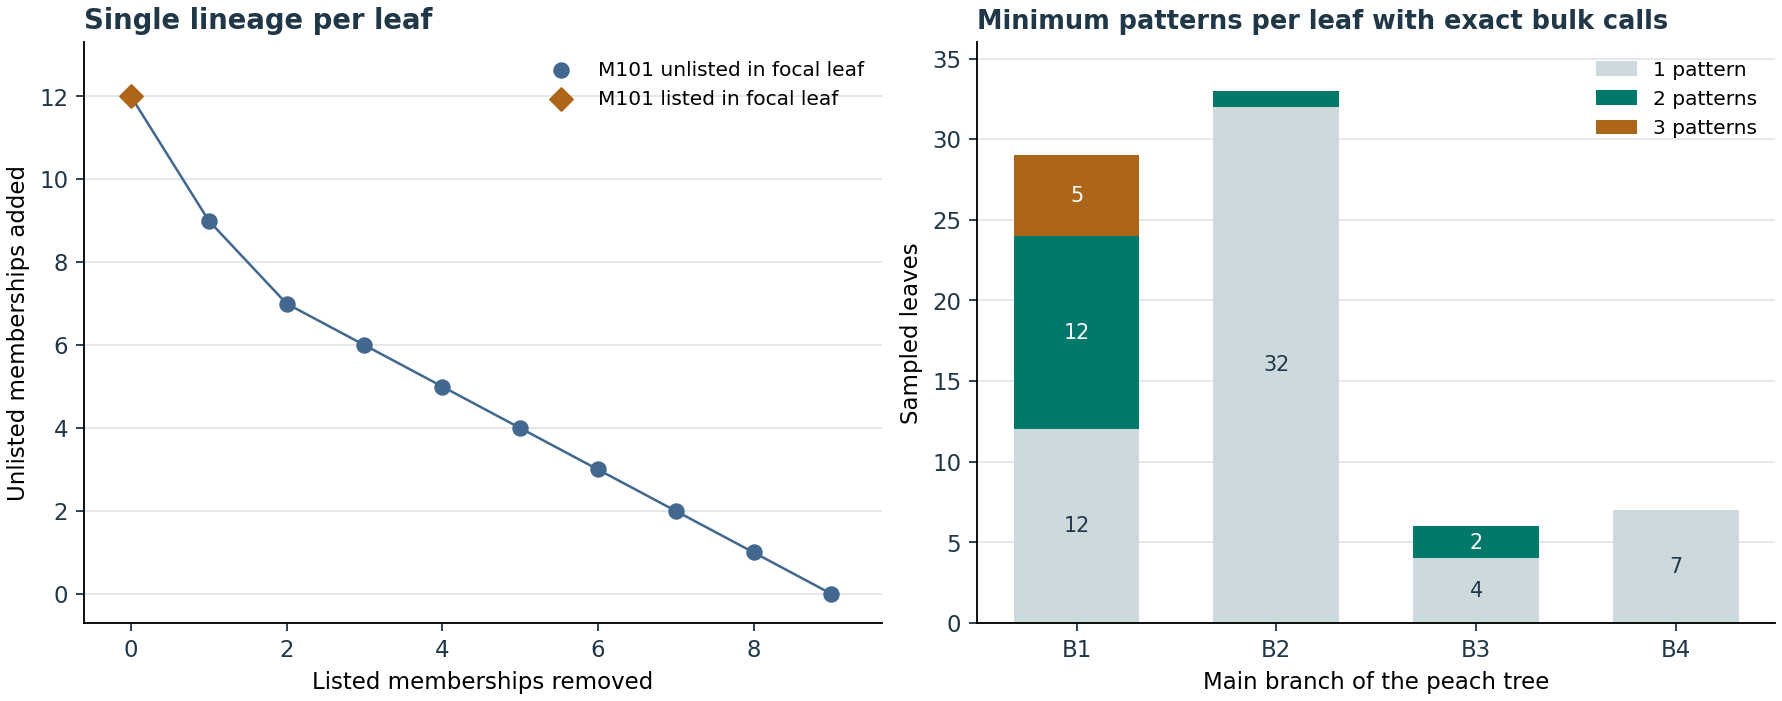 Single lineage per leaf
M101 unlisted in focal leaf
M101 listed in focal leaf
Unlisted memberships added
12
10
8
6
4
2
0
0 2 4 6 8
Listed memberships removed
Minimum patterns per leaf with exact bulk calls
1 pattern
2 patterns
3 patterns
Sampled leaves
35
30
25
20
15
10
5
0
5
12
12
32
2
4
7
B1 B2 B3 B4
Main branch of the peach tree